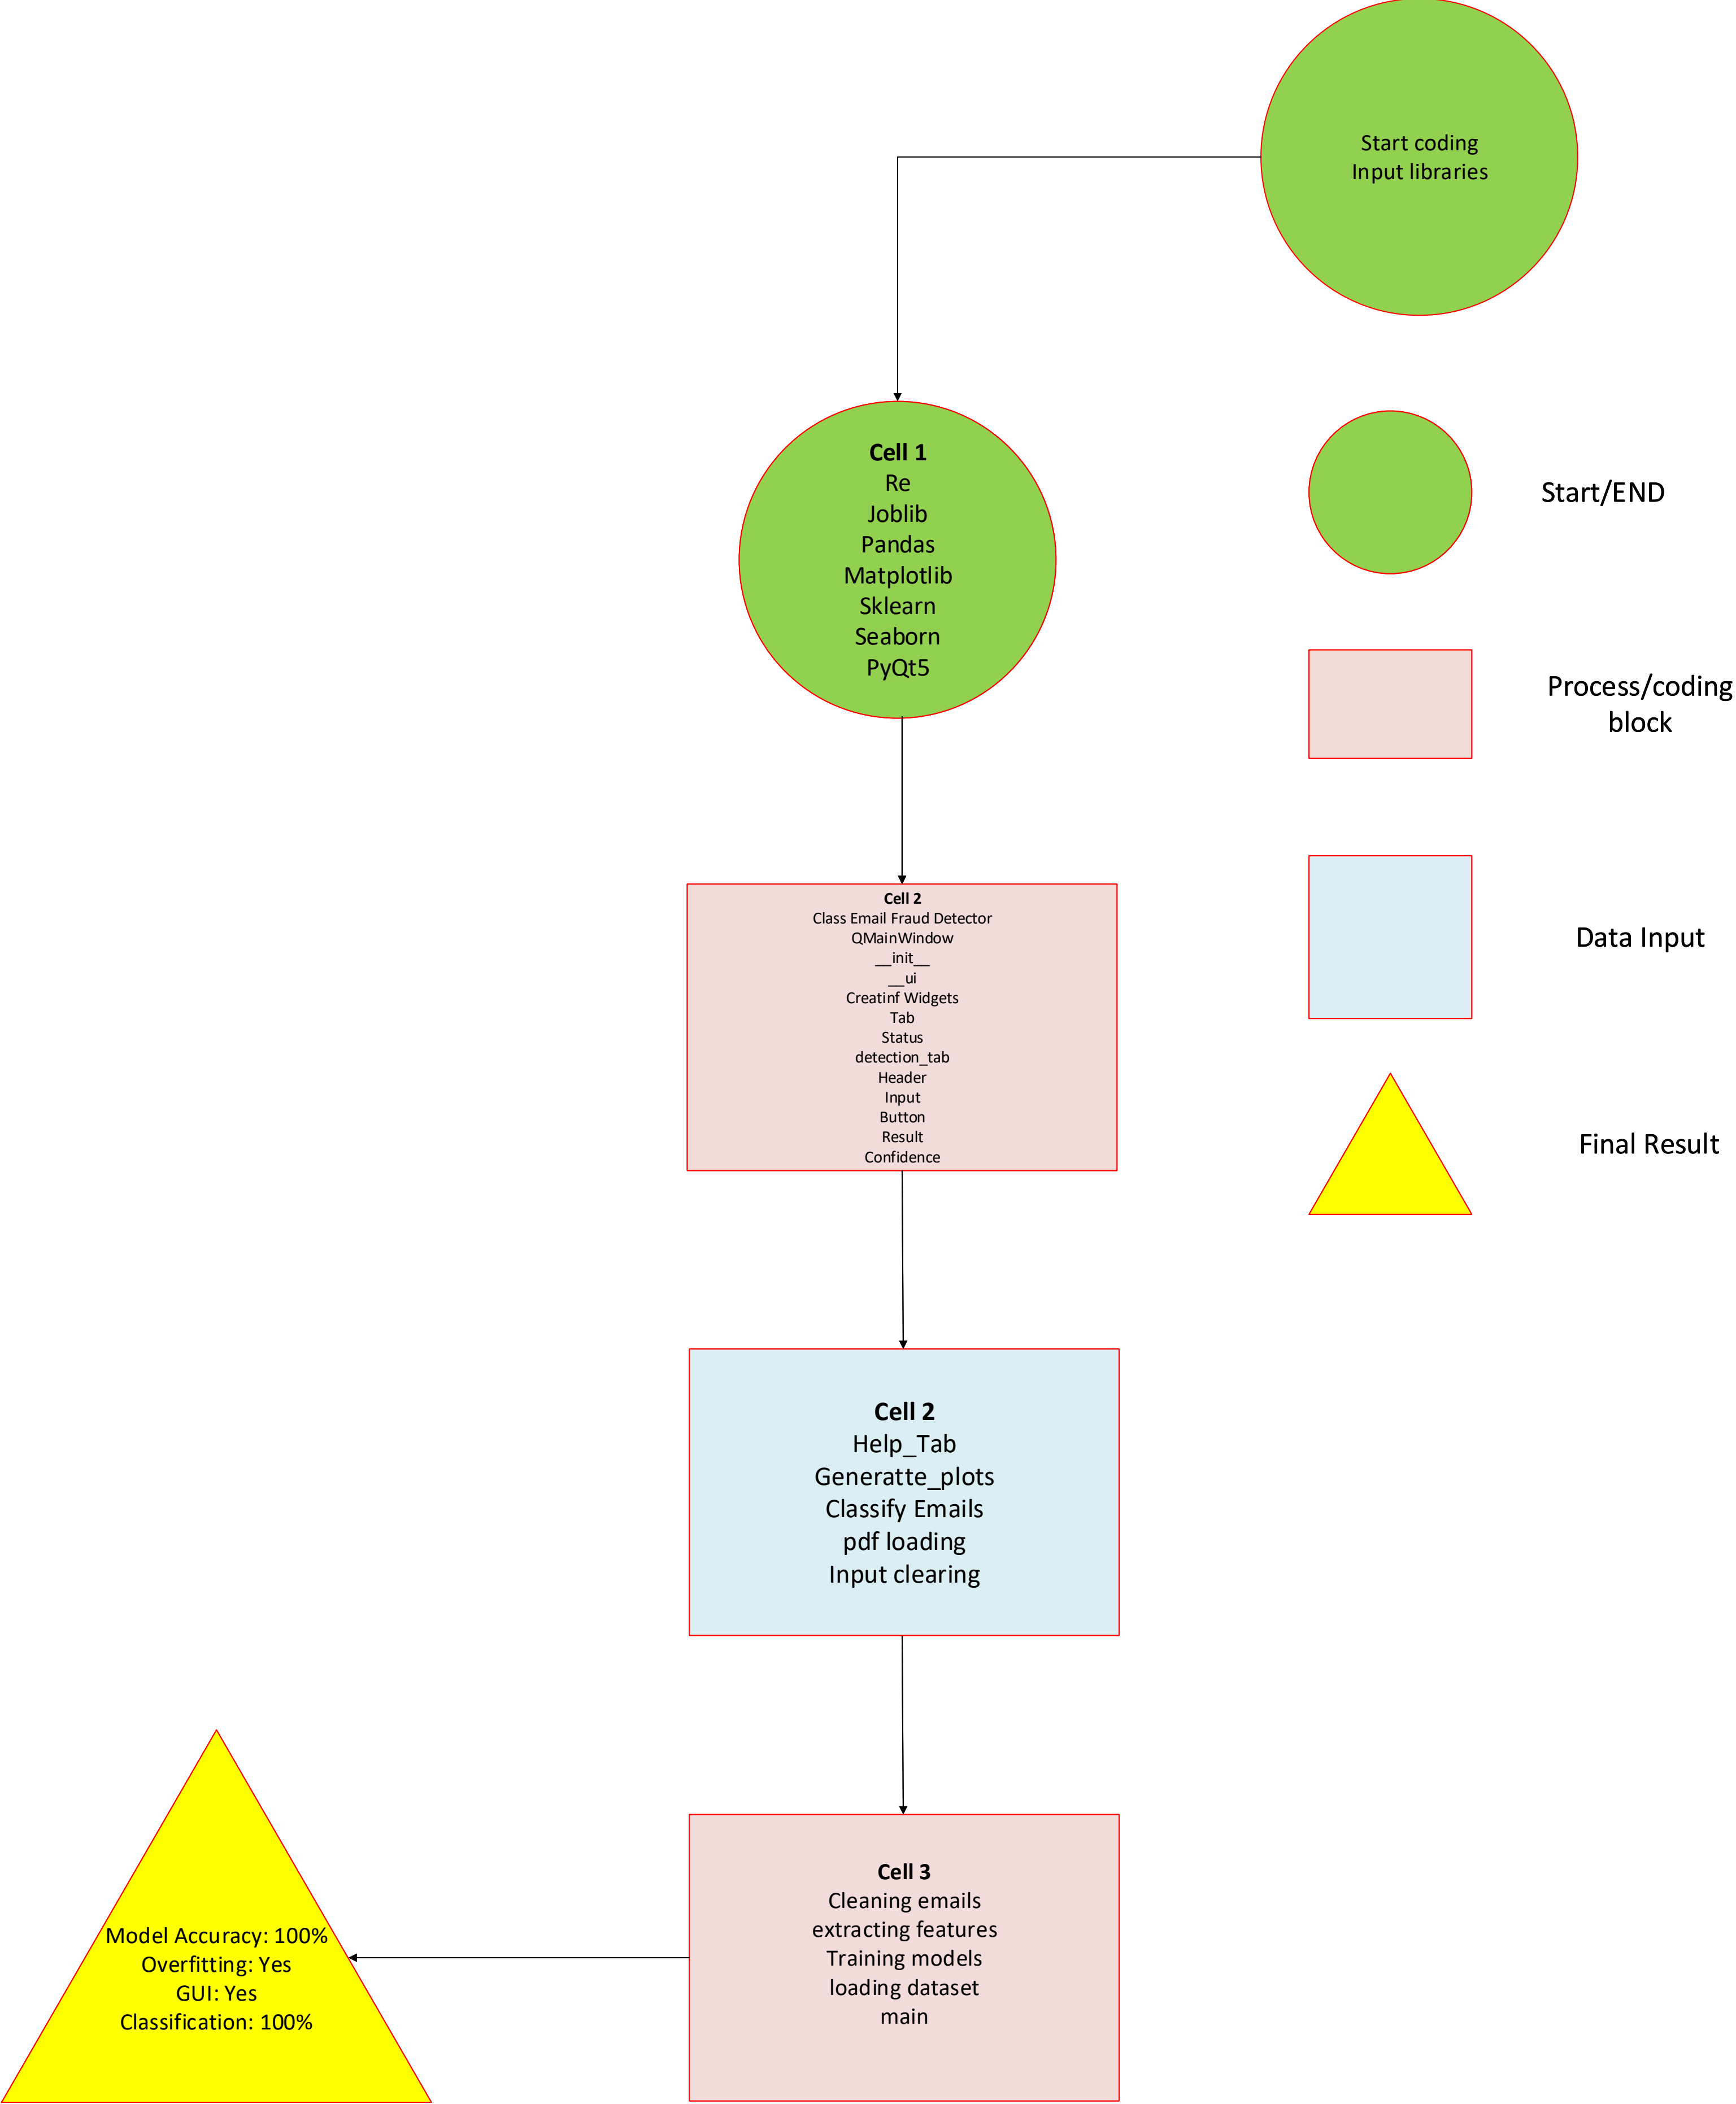 Start coding
Input libraries
Cell 1
Re
Joblib
Pandas
Matplotlib
Sklearn
Seaborn
PyQt5
Start/END
Process/coding
block
Cell 2
Class Email Fraud Detector
QMainWindow
__init__
__ui
Creatinf Widgets
Tab
Status
detection_tab
Header
Input
Button
Result
Confidence
Data Input
Final Result
Cell 2
Help_Tab
Generatte_plots
Classify Emails
pdf loading
Input clearing
Cell 3
Cleaning emails
extracting features
Training models
loading dataset
main
Model Accuracy: 100%
Overfitting: Yes
GUI: Yes
Classification: 100%